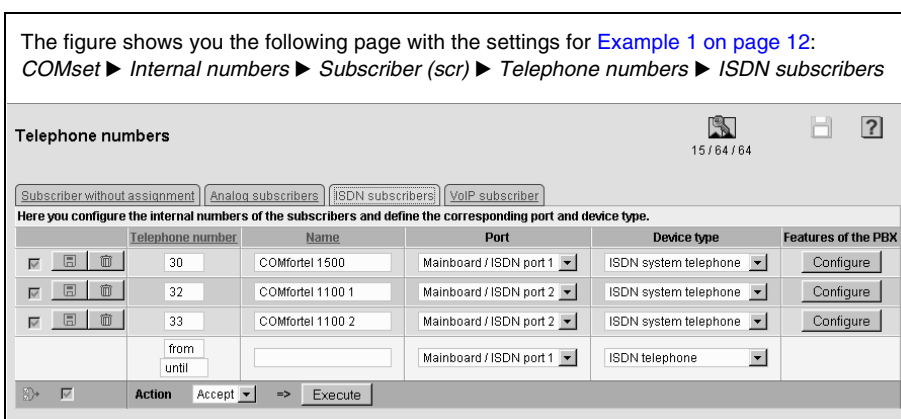 The figure shows you the following page with the settings for Example 1 on page 12:
COMset ▶ Internal numbers ▶ Subscriber (scr) ▶ Telephone numbers ▶ ISDN subscribers
Telephone numbers
15 / 64 / 64
?
Subscriber without assignment Analog subscribers ISDN subscribers VoIP subscriber
Here you configure the internal numbers of the subscribers and define the corresponding port and device type.
Telephone number Name Port Device type Features of the PBX
30 COMfortel 1500 Mainboard / ISDN port 1 ISDN system telephone Configure
32 COMfortel 1100 1 Mainboard / ISDN port 2 ISDN system telephone Configure
33 COMfortel 1100 2 Mainboard / ISDN port 2 ISDN system telephone Configure
from
until
Mainboard / ISDN port 1 ISDN telephone
Action Accept => Execute